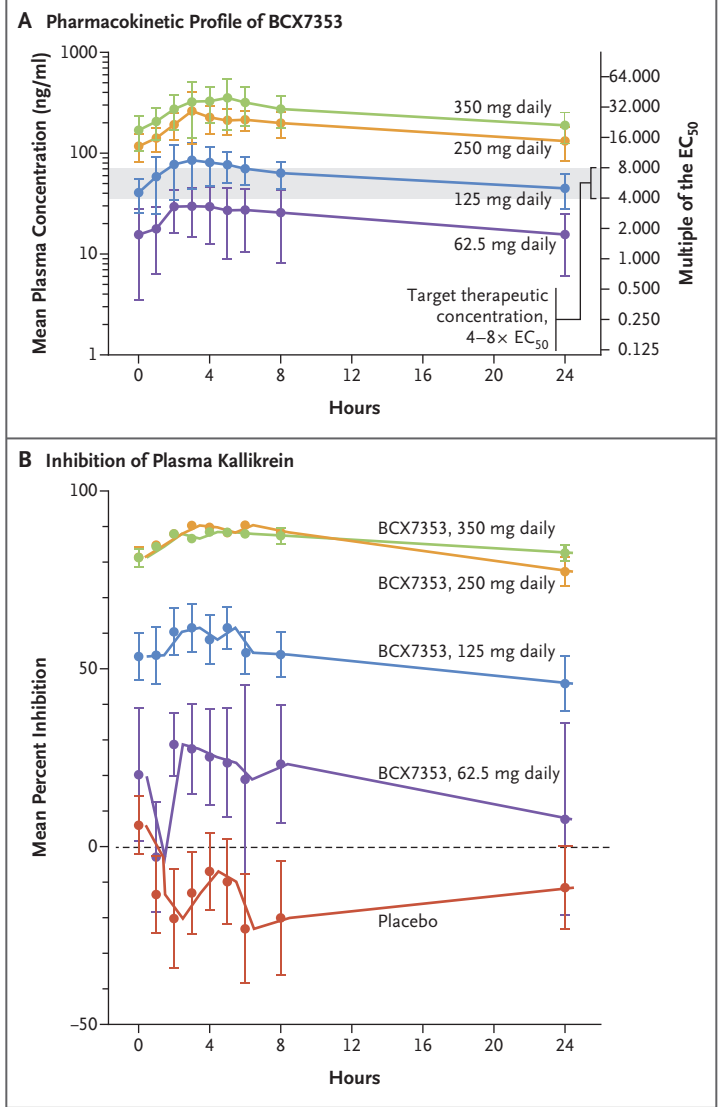 A Pharmacokinetic Profile of BCX7353
Mean Plasma Concentration (ng/ml)
1000
100
10
1
350 mg daily
250 mg daily
125 mg daily
62.5 mg daily
Target therapeutic
concentration,
4–8× EC50
64.000
32.000
16.000
8.000
4.000
2.000
1.000
0.500
0.250
0.125
Multiple of the EC50
0 4 8 12 16 20 24
Hours
B Inhibition of Plasma Kallikrein
Mean Percent Inhibition
100
50
0
−50
BCX7353, 350 mg daily
BCX7353, 250 mg daily
BCX7353, 125 mg daily
BCX7353, 62.5 mg daily
Placebo
0 4 8 12 16 20 24
Hours